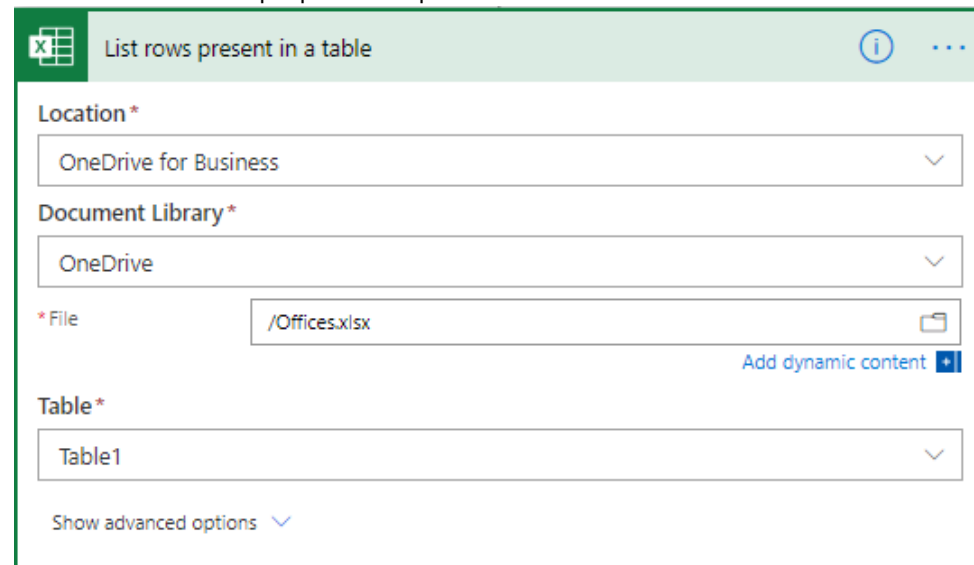 List rows present in a table
Location *
OneDrive for Business
Document Library *
OneDrive
* File
/Offices.xlsx
Add dynamic content
Table *
Table1
Show advanced options